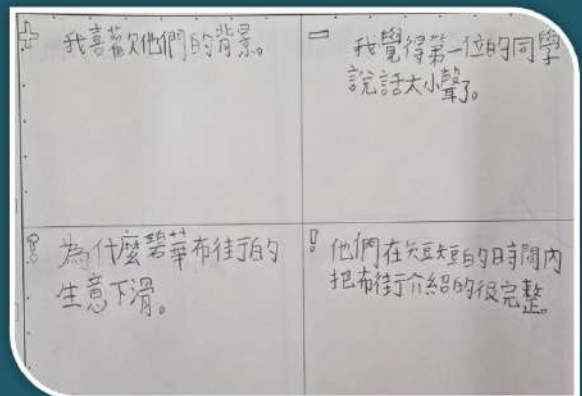 + 我喜歡他們的背景。
- 我覺得第一位的同學
說話太小聲了。
? 為什麼碧華布街的
生意下滑。
! 他們在短短的時間內
把布街介紹的很完整。